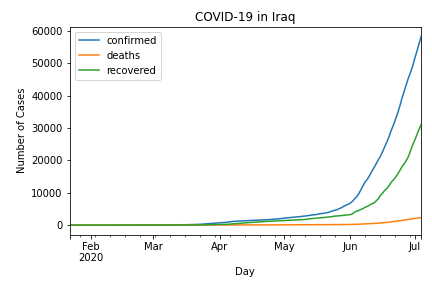 COVID-19 in Iraq
confirmed
deaths
recovered
Number of Cases
60000
50000
40000
30000
20000
10000
0
Feb
2020
Mar
Apr
May
Jun
Jul
Day